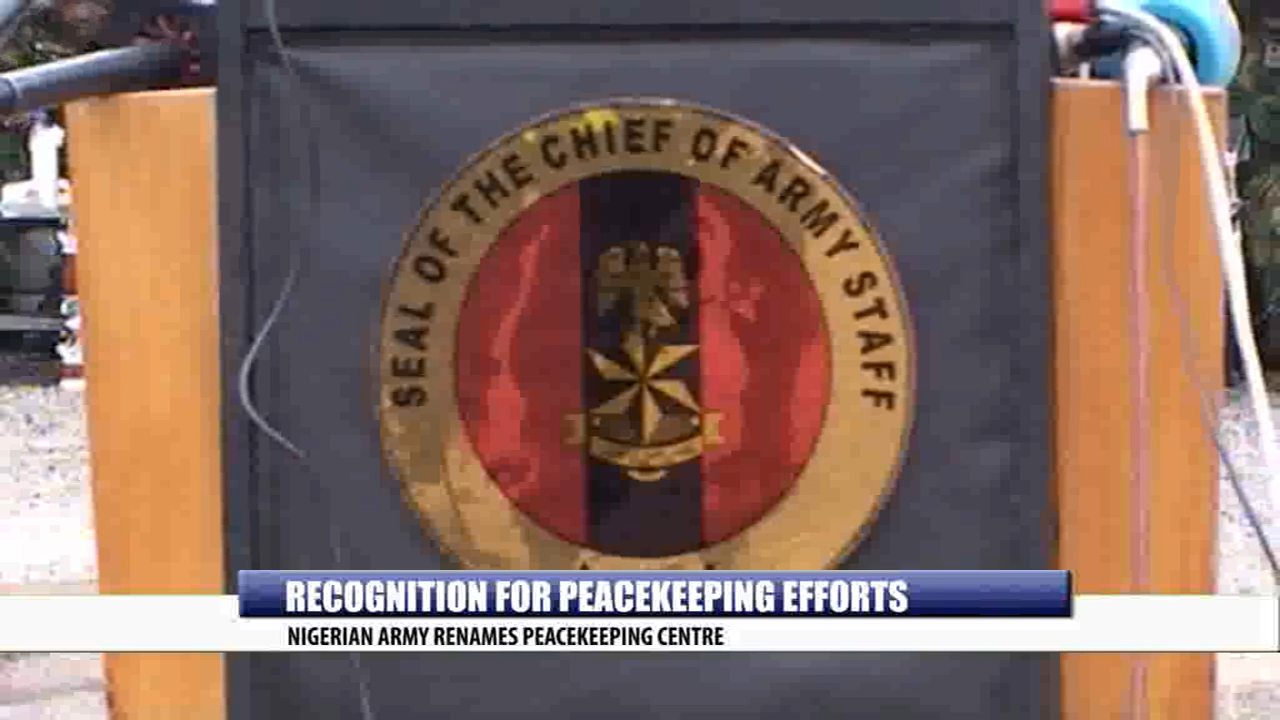 SEAL OF THE CHIEF OF ARMY STAFF
RECOGNITION FOR PEACEKEEPING EFFORTS
NIGERIAN ARMY RENAMES PEACEKEEPING CENTRE